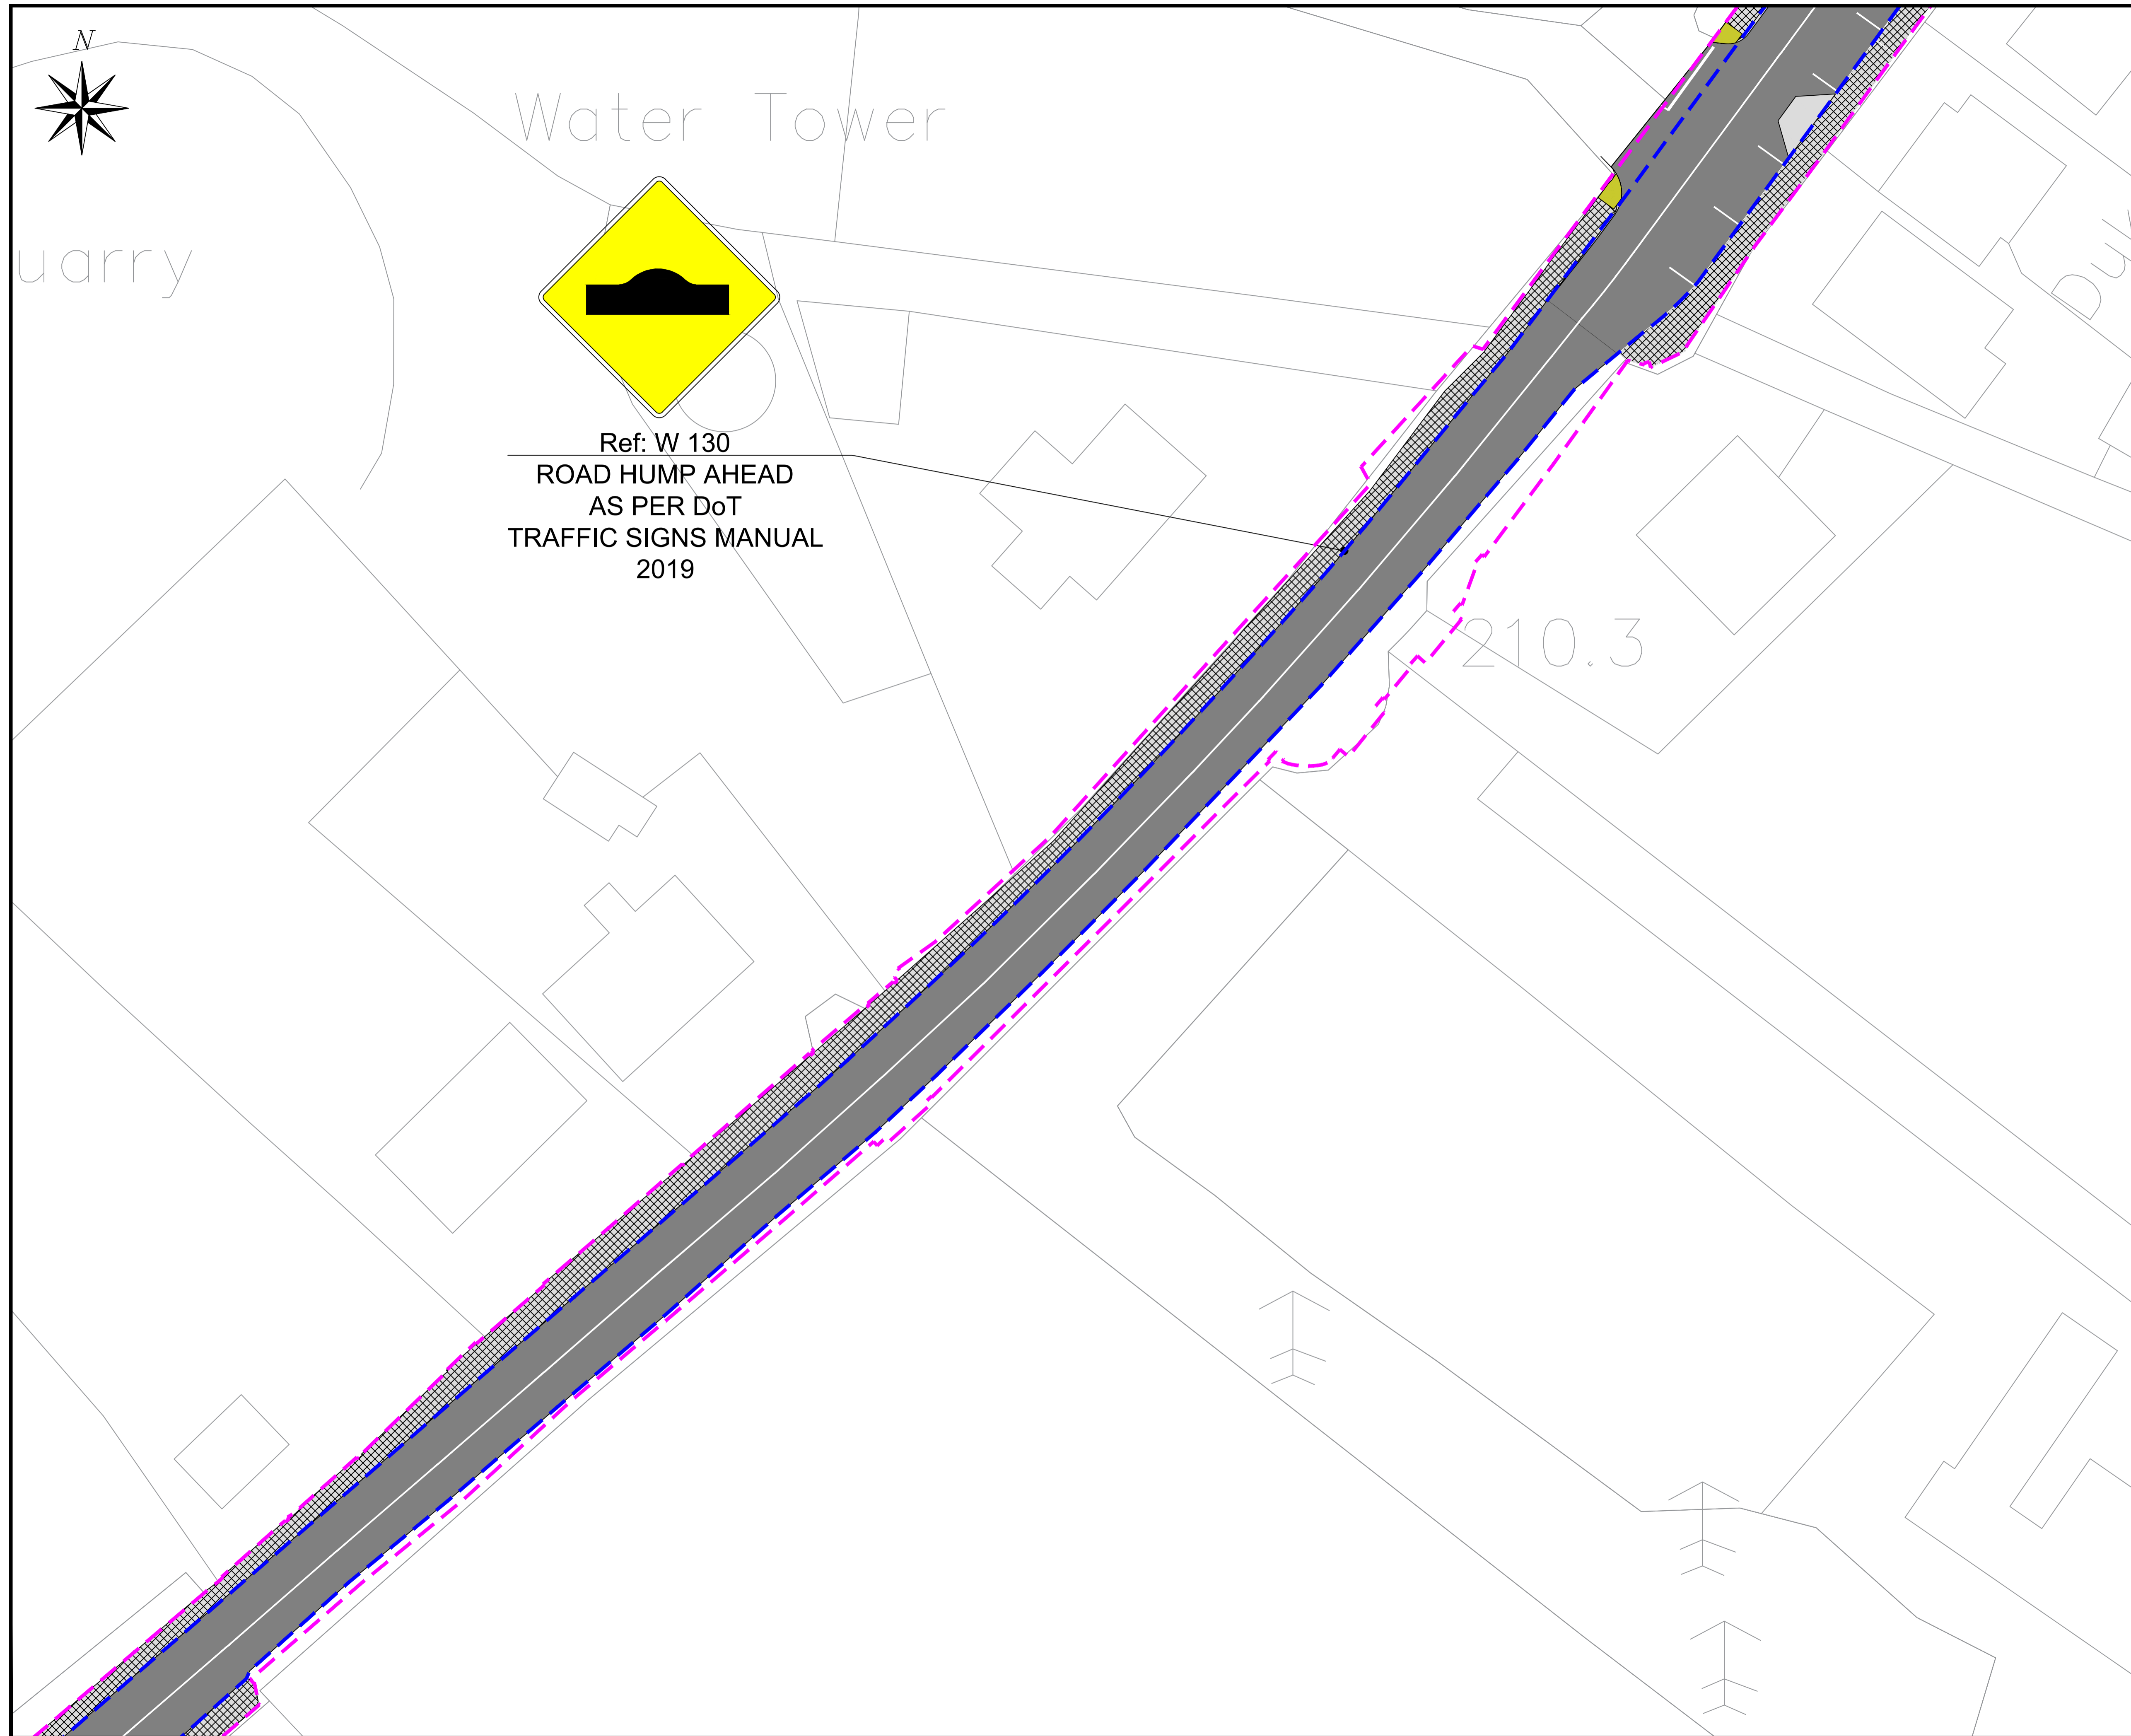 N
Water Tower
uarry
Ref: W 130
ROAD HUMP AHEAD
AS PER DoT
TRAFFIC SIGNS MANUAL
2019
210.3